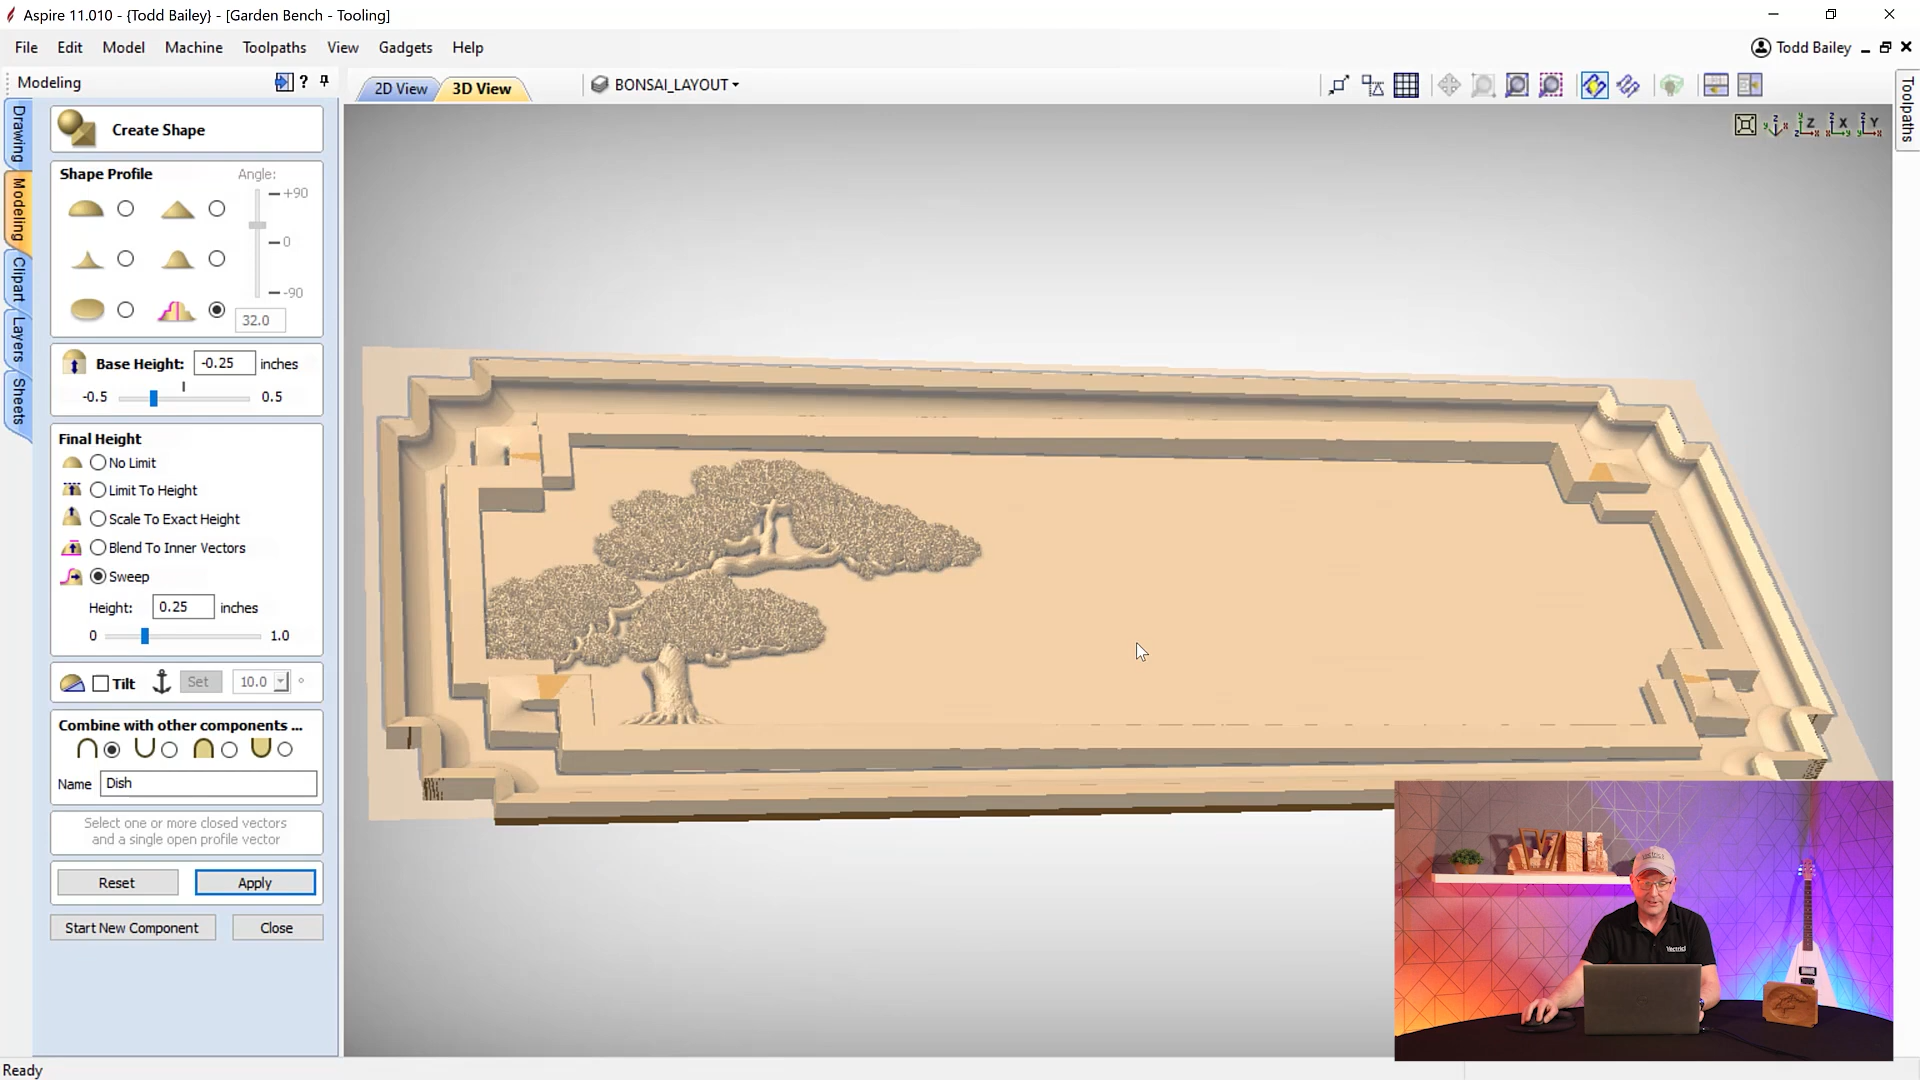 Aspire 11.010 - {Todd Bailey} - [Garden Bench - Tooling]
File Edit Model Machine Toolpaths View Gadgets Help
Todd Bailey
Modeling
?
2D View
3D View
BONSAI_LAYOUT
Toolpaths
Drawing
Modeling
Clipart
Layers
Sheets
Create Shape
Shape Profile
Angle:
+90
0
-90
32.0
Base Height: -0.25 inches
-0.5 0.5
Final Height
No Limit
Limit To Height
Scale To Exact Height
Blend To Inner Vectors
Sweep
Height: 0.25 inches
0 1.0
Tilt Set 10.0 °
Combine with other components ...
Name Dish
Select one or more closed vectors
and a single open profile vector
Reset Apply
Start New Component Close
Ready